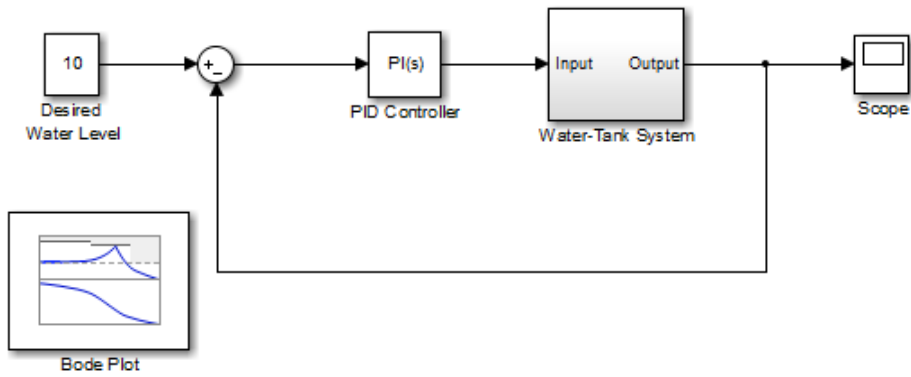 10
Desired
Water Level
+
−
PI(s)
PID Controller
Input Output
Water-Tank System
Scope
Bode Plot